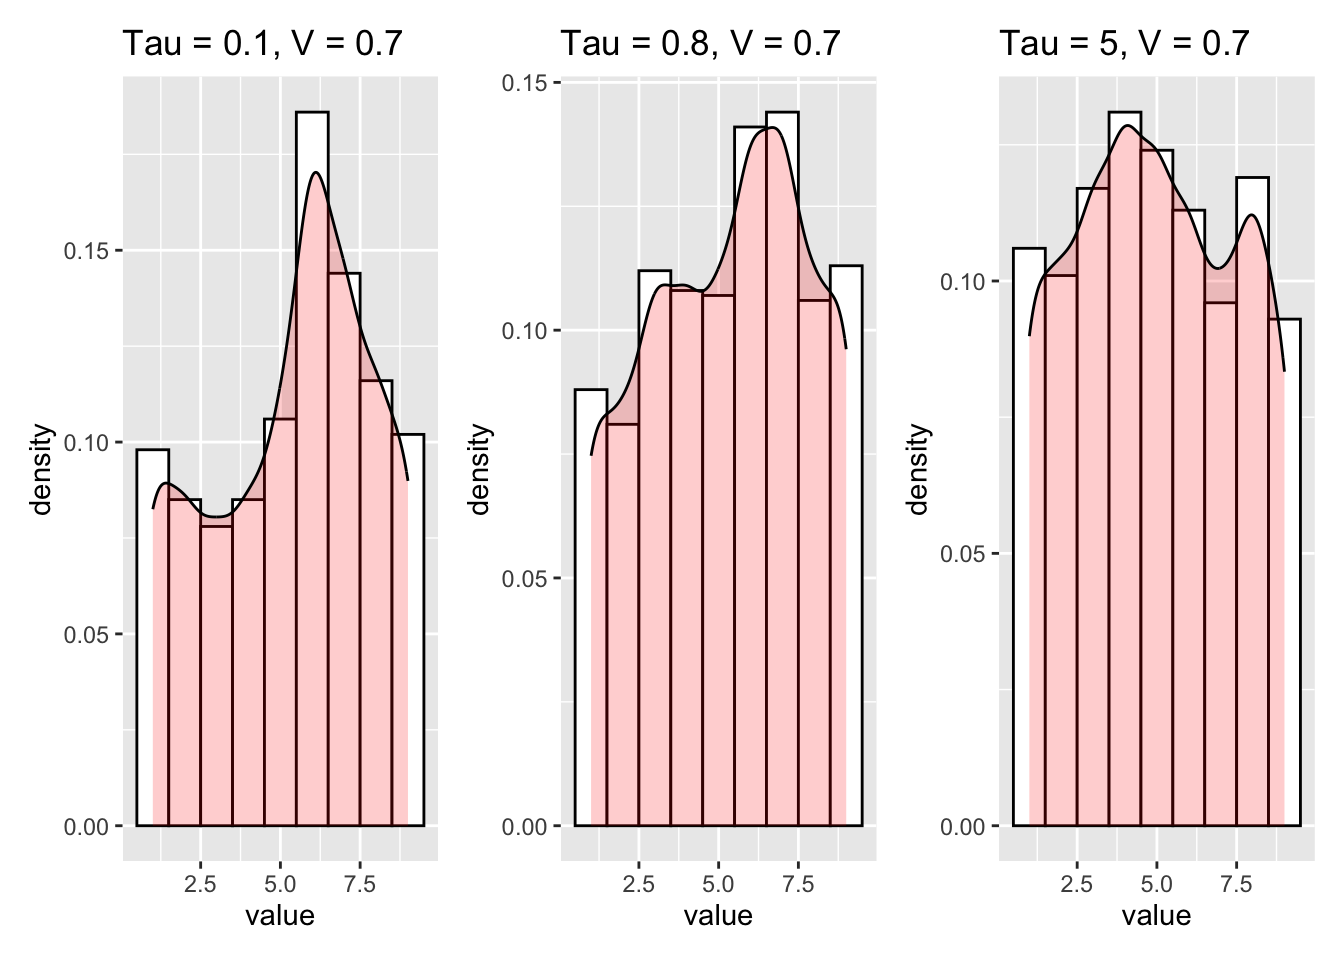 Tau = 0.1, V = 0.7
density
0.15
0.10
0.05
0.00
2.5 5.0 7.5
value
Tau = 0.8, V = 0.7
density
0.15
0.10
0.05
0.00
2.5 5.0 7.5
value
Tau = 5, V = 0.7
density
0.10
0.05
0.00
2.5 5.0 7.5
value